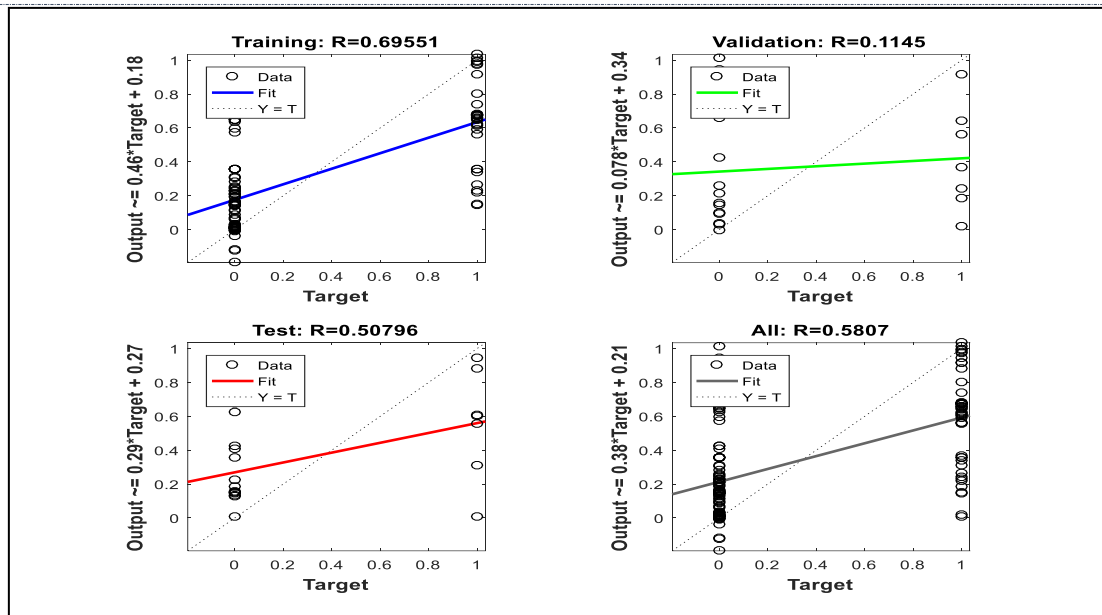 Training: R=0.69551
Output ~= 0.46*Target + 0.18
1
0.8
0.6
0.4
0.2
0
Data
Fit
Y = T
0 0.2 0.4 0.6 0.8 1
Target
Validation: R=0.1145
Output ~= 0.078*Target + 0.34
1
0.8
0.6
0.4
0.2
0
Data
Fit
Y = T
0 0.2 0.4 0.6 0.8 1
Target
Test: R=0.50796
Output ~= 0.29*Target + 0.27
1
0.8
0.6
0.4
0.2
0
Data
Fit
Y = T
0 0.2 0.4 0.6 0.8 1
Target
All: R=0.5807
Output ~= 0.38*Target + 0.21
1
0.8
0.6
0.4
0.2
0
Data
Fit
Y = T
0 0.2 0.4 0.6 0.8 1
Target